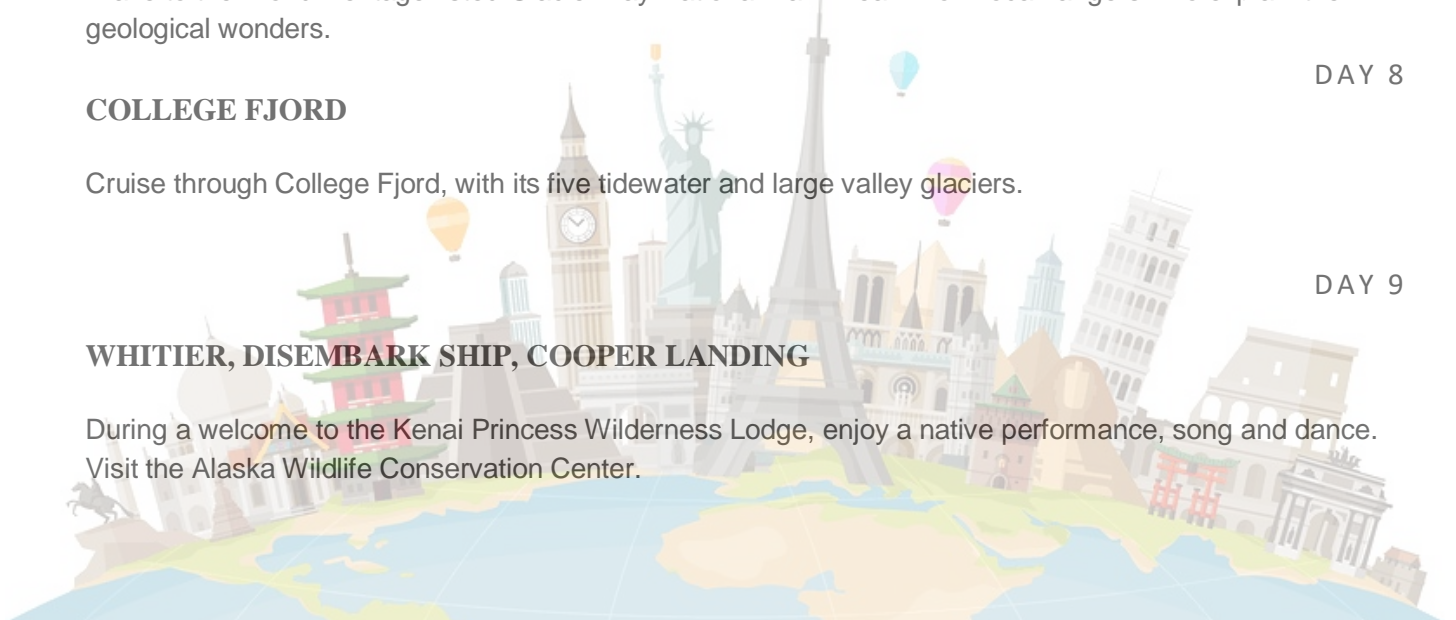 geological wonders.
DAY 8
COLLEGE FJORD
Cruise through College Fjord, with its five tidewater and large valley glaciers.
DAY 9
WHITIER, DISEMBARK SHIP, COOPER LANDING
During a welcome to the Kenai Princess Wilderness Lodge, enjoy a native performance, song and dance.
Visit the Alaska Wildlife Conservation Center.